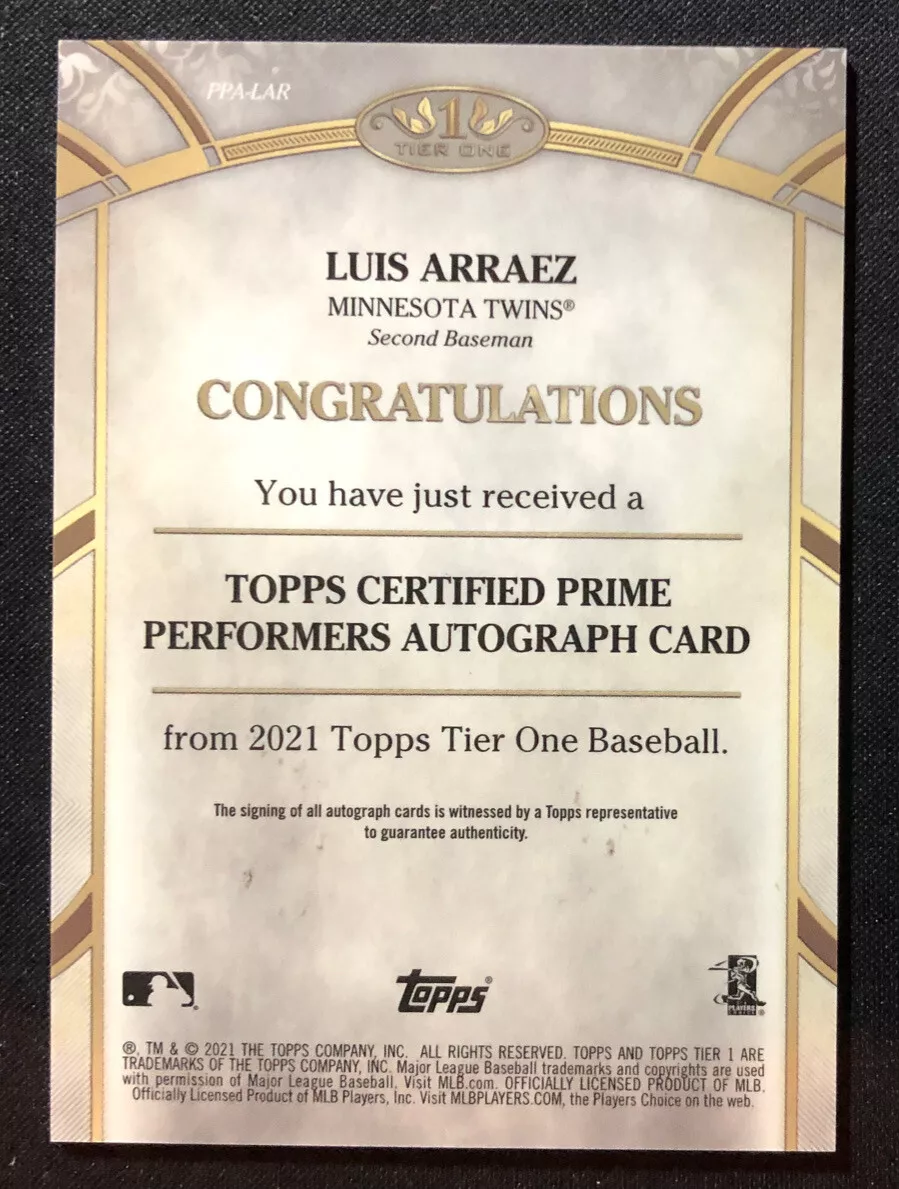 PPA-LAR
1
TIER ONE
LUIS ARRAEZ
MINNESOTA TWINS®
Second Baseman
CONGRATULATIONS
You have just received a
TOPPS CERTIFIED PRIME
PERFORMERS AUTOGRAPH CARD
from 2021 Topps Tier One Baseball.
The signing of all autograph cards is witnessed by a Topps representative
to guarantee authenticity.
Topps®
PLAYERS
CHOICE ®
®, TM & © 2021 THE TOPPS COMPANY, INC. ALL RIGHTS RESERVED. TOPPS AND TOPPS TIER 1 ARE
TRADEMARKS OF THE TOPPS COMPANY, INC. Major League Baseball trademarks and copyrights are used
with permission of Major League Baseball. Visit MLB.com. OFFICIALLY LICENSED PRODUCT OF MLB.
Officially Licensed Product of MLB Players, Inc. Visit MLBPLAYERS.COM, the Players Choice on the web.